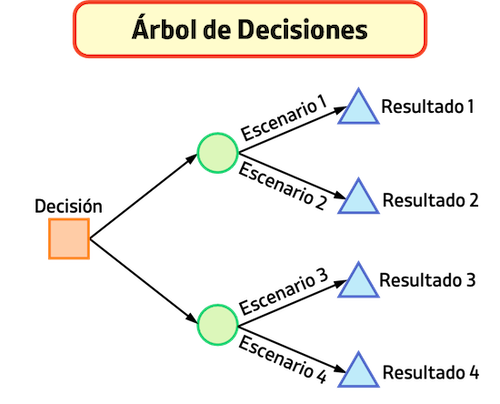 Árbol de Decisiones
Escenario 1
Resultado 1
Escenario 2
Resultado 2
Decisión
Escenario 3
Resultado 3
Escenario 4
Resultado 4